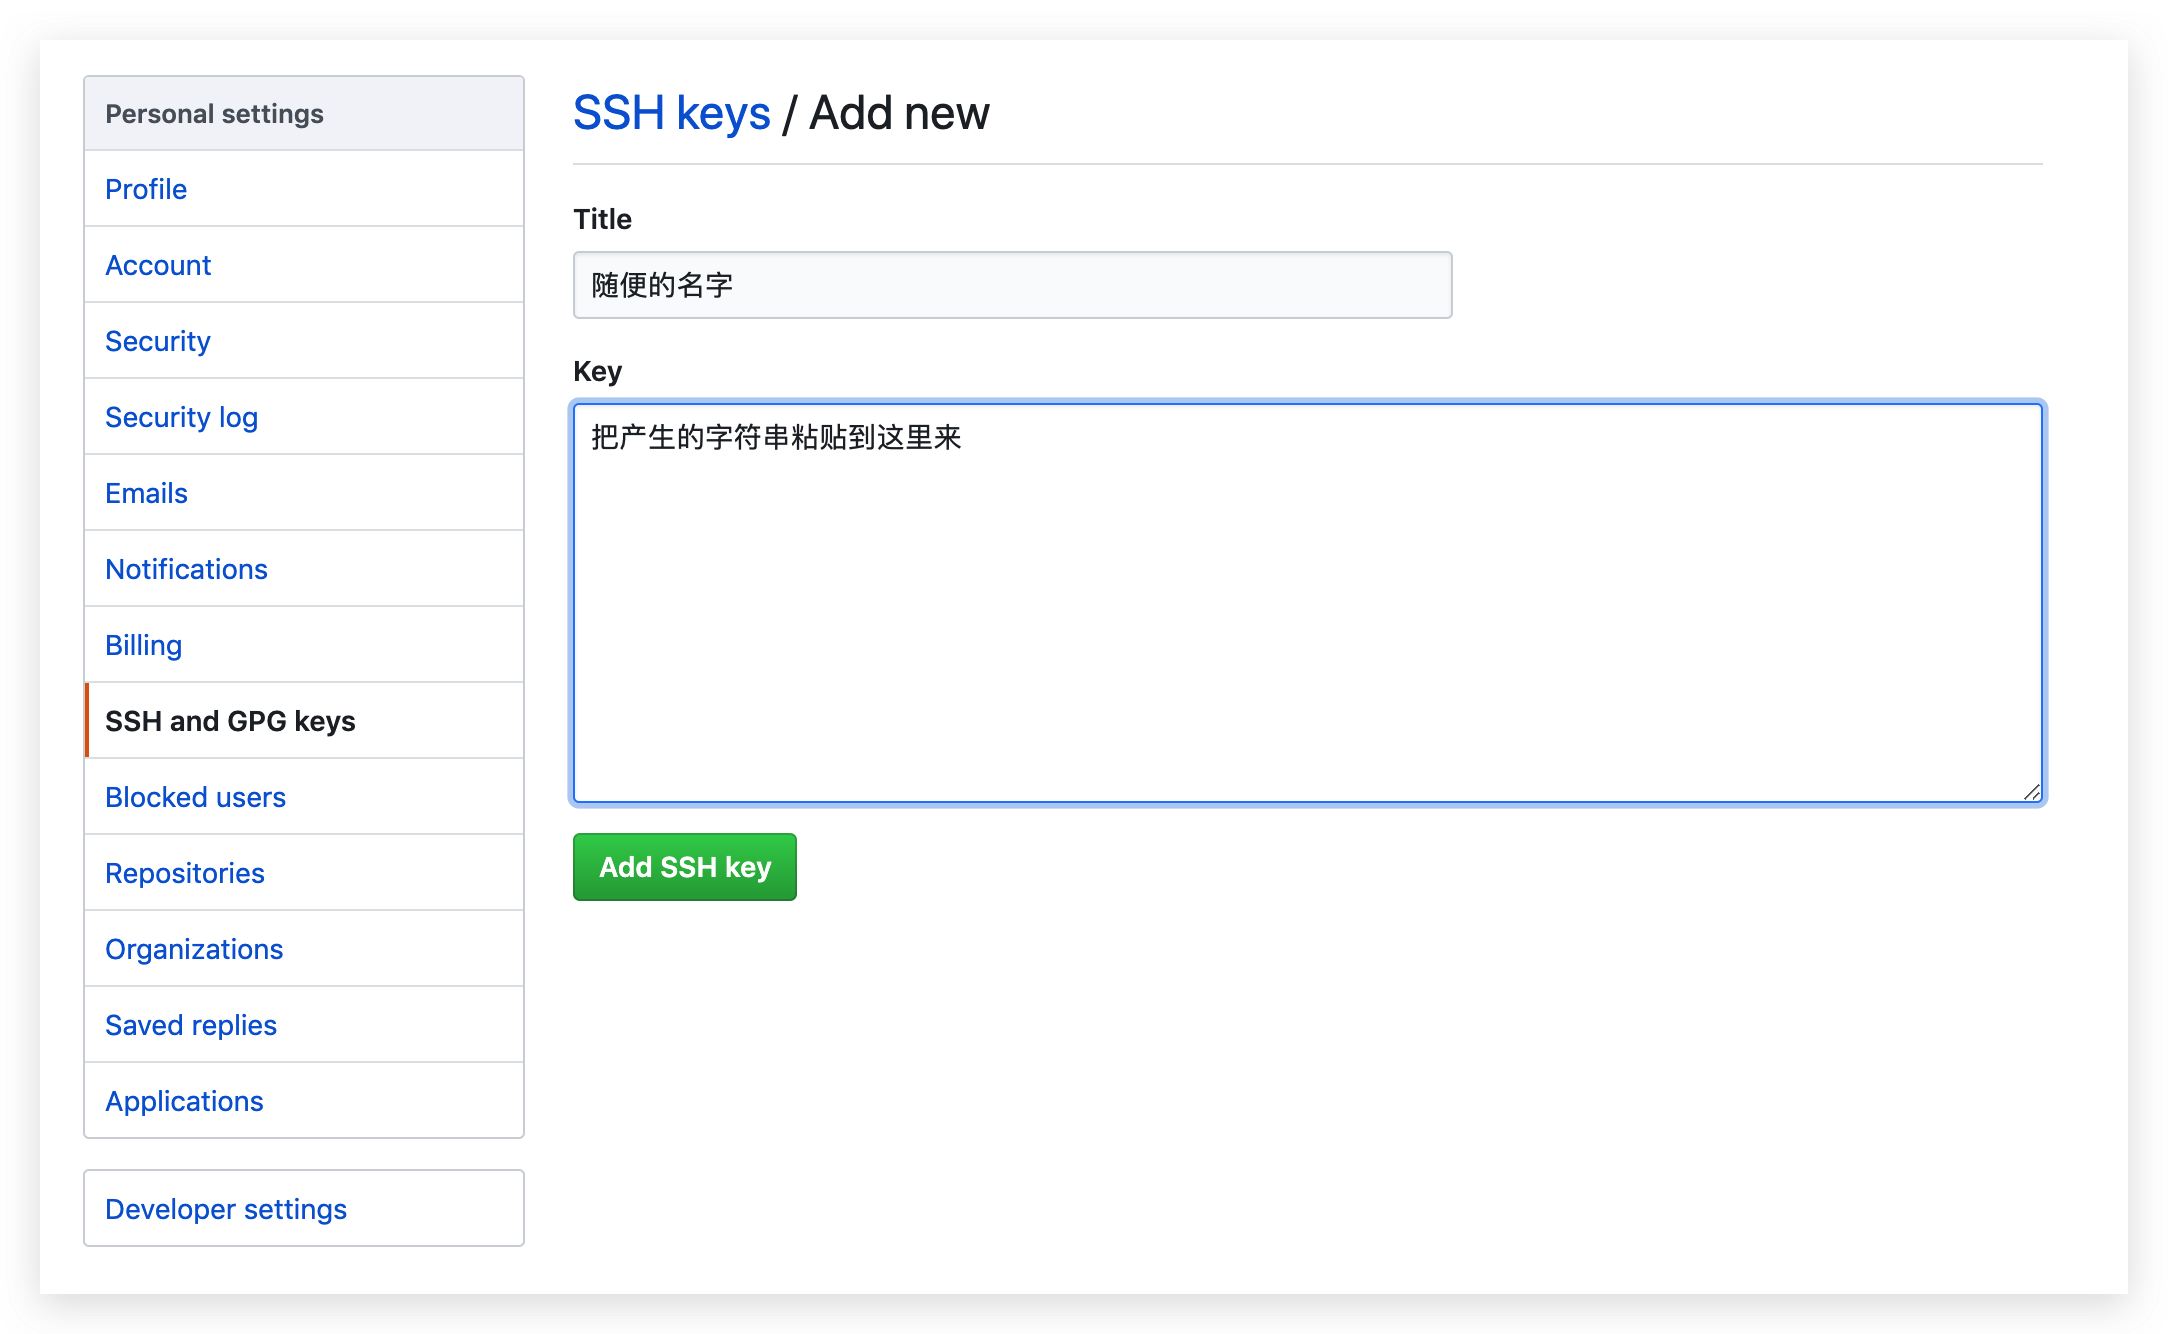 Personal settings
Profile
Account
Security
Security log
Emails
Notifications
Billing
SSH and GPG keys
Blocked users
Repositories
Organizations
Saved replies
Applications
Developer settings
SSH keys / Add new
Title
随便的名字
Key
把产生的字符串粘贴到这里来
Add SSH key